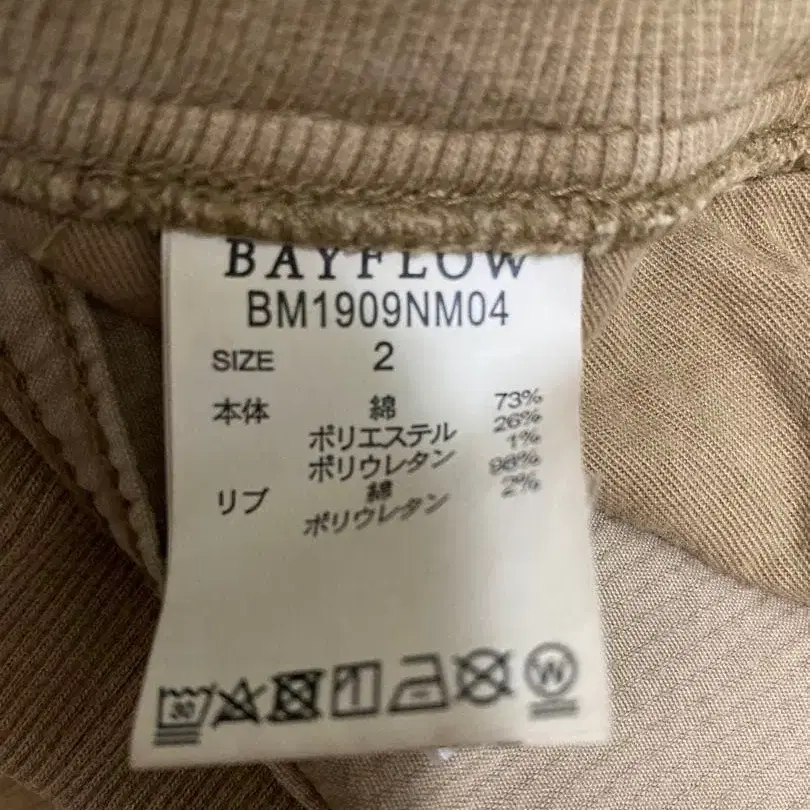 BAYFLOW
BM1909NM04
SIZE 2
本体 綿 73%
ポリエステル 26%
ポリウレタン 1%
リブ 綿 98%
ポリウレタン 2%
30
W